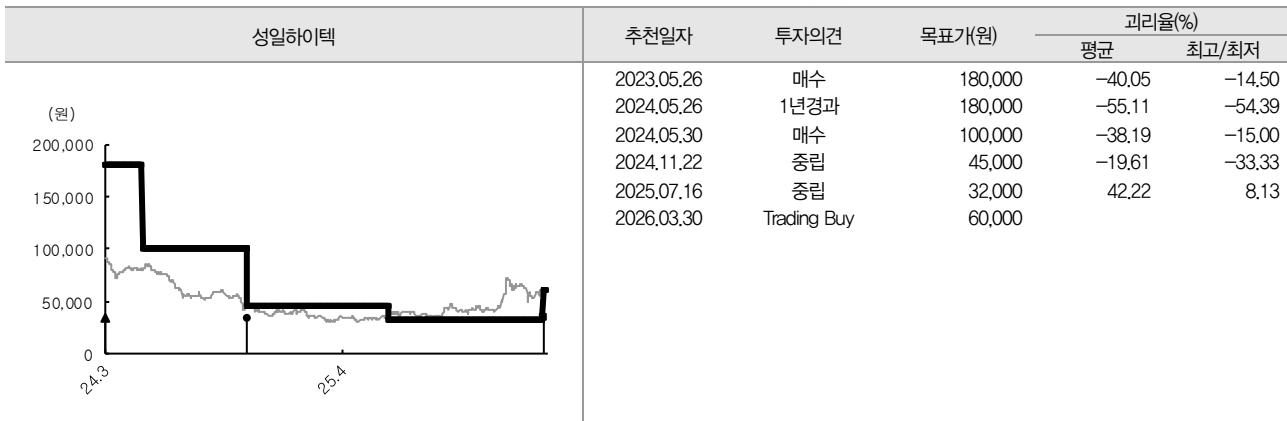 성일하이텍 추천일자 투자의견 목표가(원) 괴리율(%)
평균 최고/최저
2023.05.26 매수 180,000 -40.05 -14.50
2024.05.26 1년경과 180,000 -55.11 -54.39
2024.05.30 매수 100,000 -38.19 -15.00
2024.11.22 중립 45,000 -19.61 -33.33
2025.07.16 중립 32,000 42.22 8.13
2026.03.30 Trading Buy 60,000
(원)
200,000
150,000
100,000
50,000
0
24.3 25.4